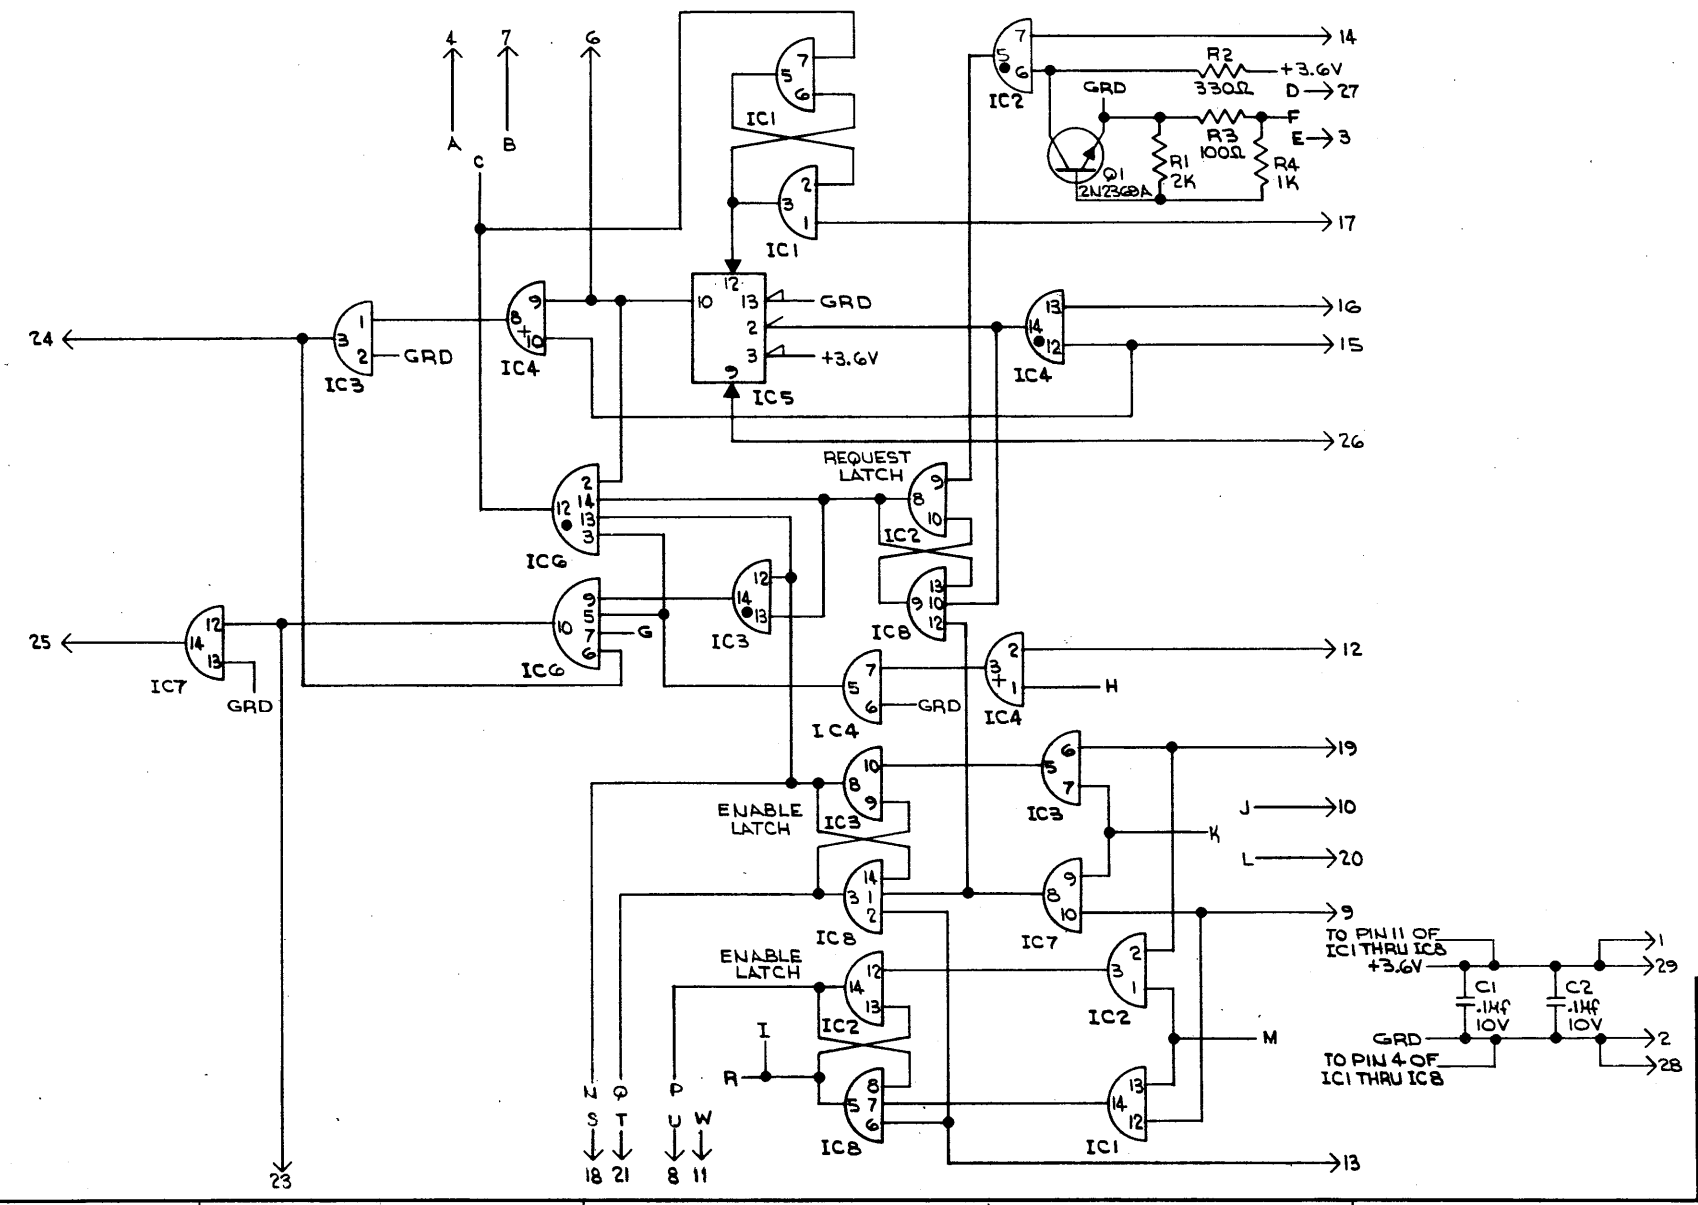 4 7 6
A B
C
7
5
6
IC1
2
3
1
IC1
17
7
5
6
IC2
14
R2
330Ω
+3.6V
D 27
GRD
F
R3
100Ω
E 3
R1
2K
R4
1K
Q1
2N2369A
12
10 13 GRD
2
3 +3.6V
9
IC5
9
8
+10
IC4
1
3
2 GRD
IC3
24
13
14
12
IC4
16
15
26
REQUEST
LATCH
9
8
10
IC2
2
14
12 13
3
IC6
13
9 10
12
IC8
12
14
13
IC3
9
5
10
7 G
6
IC6
12
14
13
IC7
GRD
25
7
5
6 GRD
IC4
2
3
+ 1 H
IC4
12
6
5
7
IC3
19
10
8
9
IC3
ENABLE
LATCH
J 10
K
L 20
14
3 1
2
IC8
9
8
10
IC7
9
TO PIN 11 OF
IC1 THRU IC8
+3.6V
1
29
C1
.1Mf
10V
C2
.1Mf
10V
GRD
2
TO PIN 4 OF
IC1 THRU IC8
28
ENABLE
LATCH
12
14
13
IC2
2
3
1
IC2
M
I
R
8
5 7
6
IC8
13
14
12
IC1
13
N Q P
S T U W
18 21 8 11
23